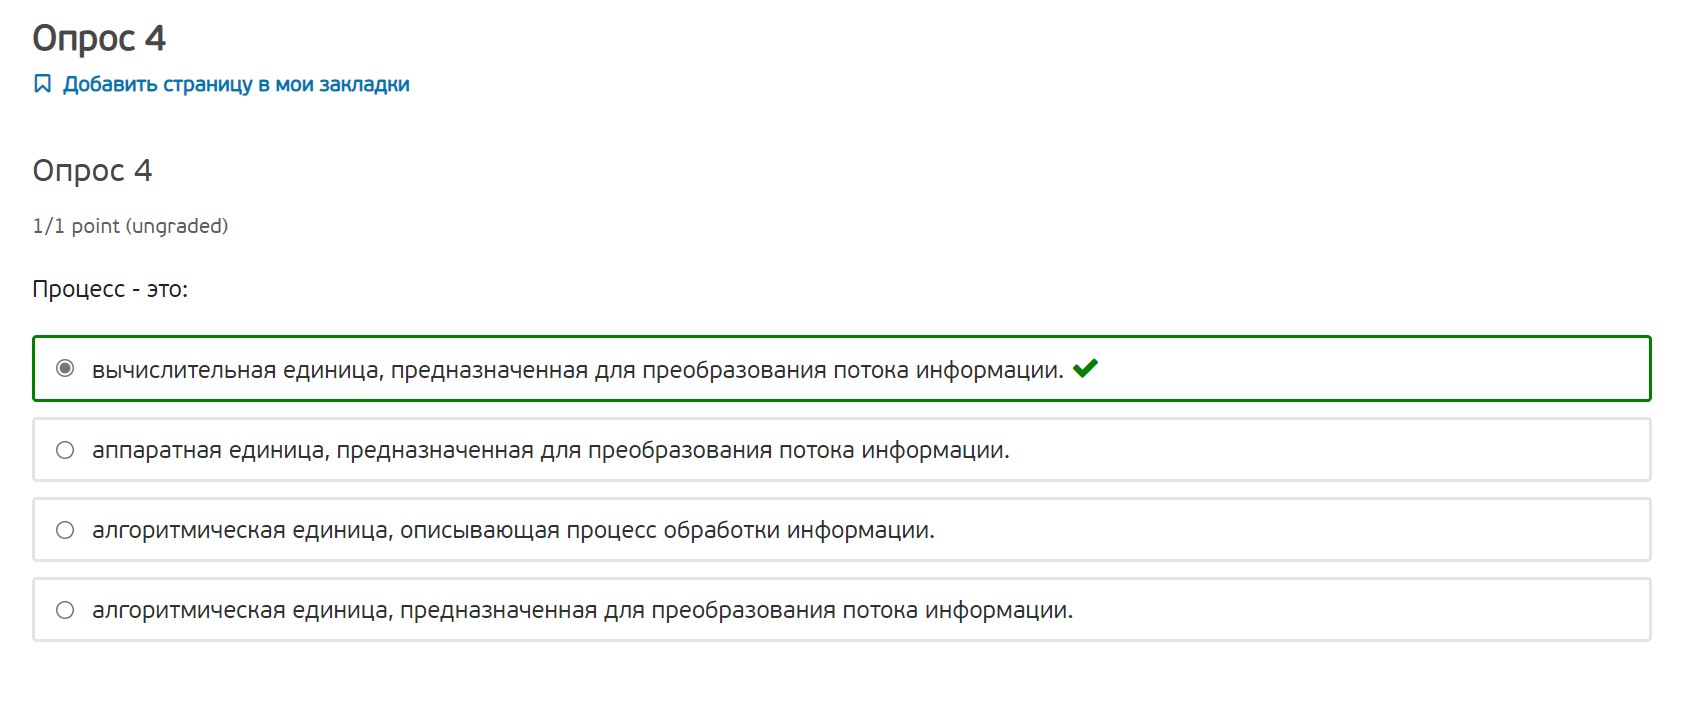 Опрос 4
Добавить страницу в мои закладки
Опрос 4
1/1 point (ungraded)
Процесс - это:
вычислительная единица, предназначенная для преобразования потока информации.
аппаратная единица, предназначенная для преобразования потока информации.
алгоритмическая единица, описывающая процесс обработки информации.
алгоритмическая единица, предназначенная для преобразования потока информации.